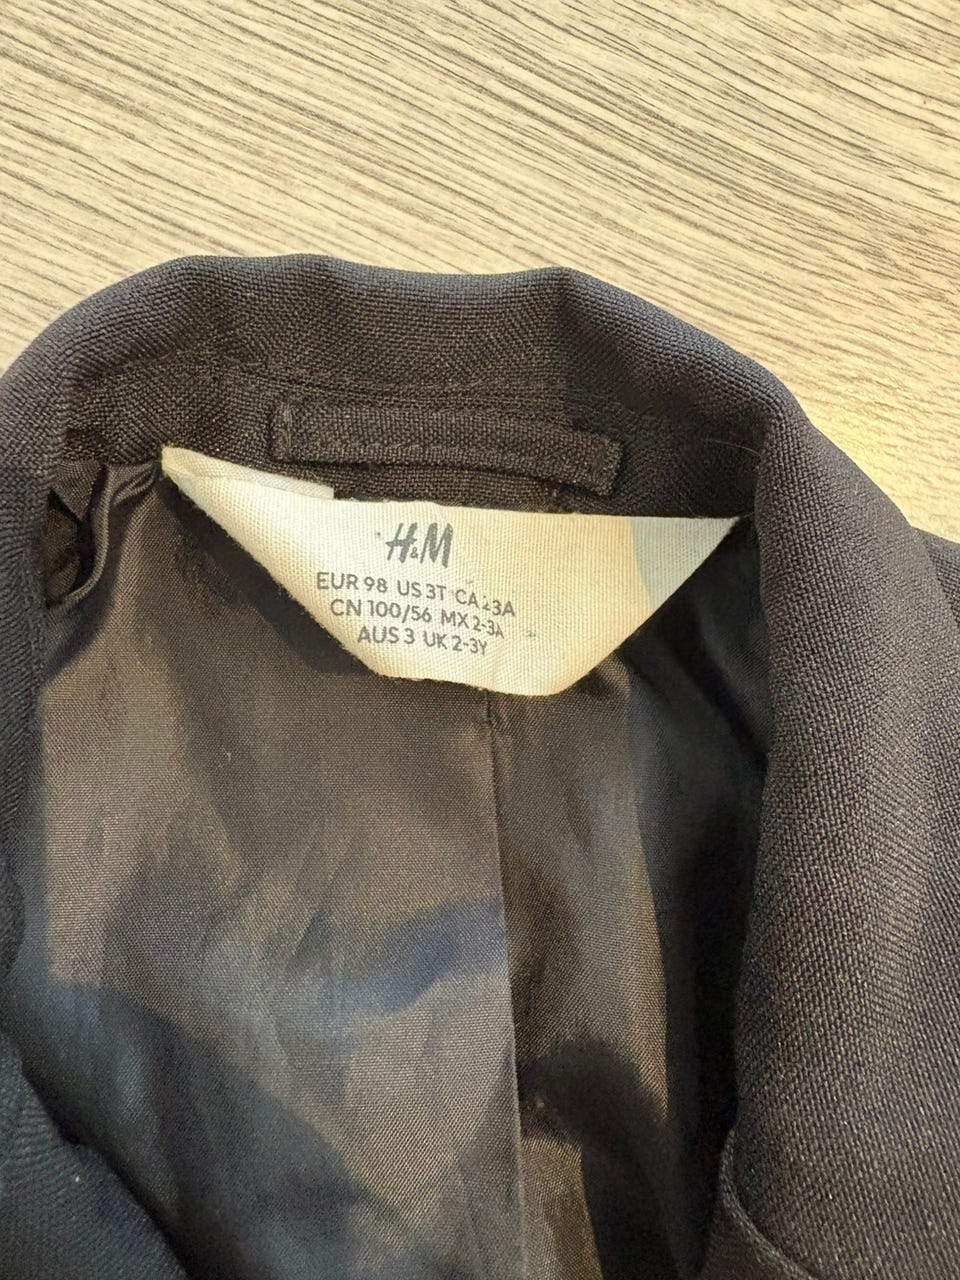 H&M
EUR 98 US 3T CA 2-3A
CN 100/56 MX 2-3A
AUS 3 UK 2-3Y